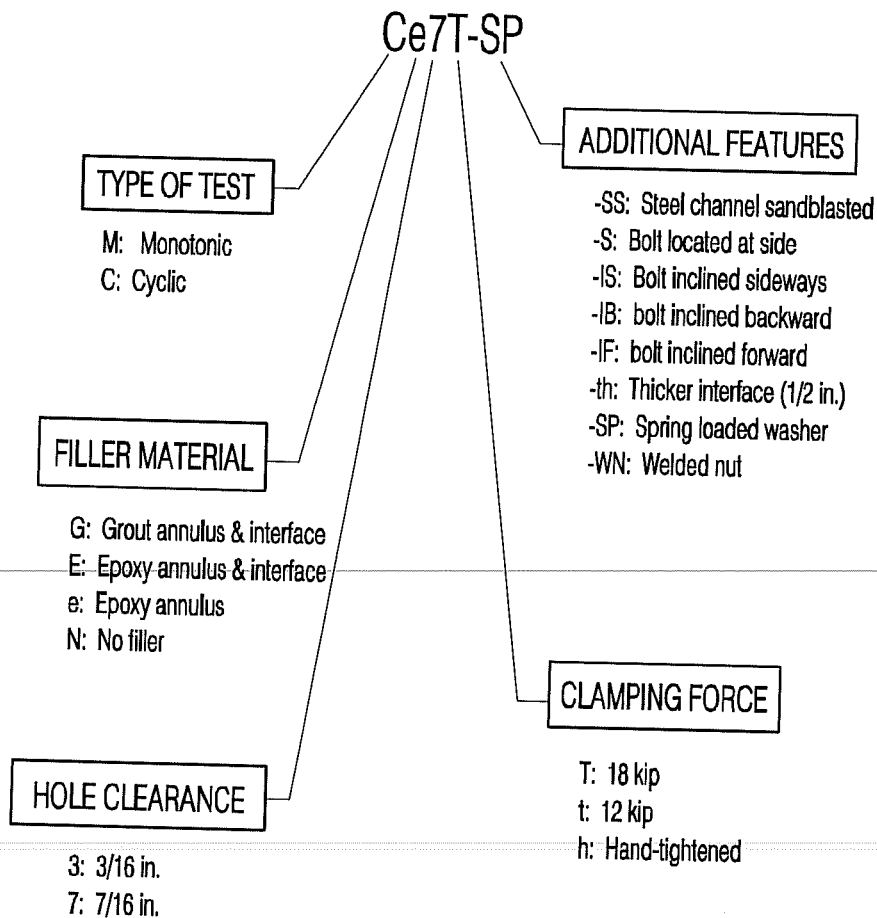 Ce7T-SP
TYPE OF TEST
M: Monotonic
C: Cyclic
FILLER MATERIAL
G: Grout annulus & interface
E: Epoxy annulus & interface
e: Epoxy annulus
N: No filler
HOLE CLEARANCE
3: 3/16 in.
7: 7/16 in.
ADDITIONAL FEATURES
-SS: Steel channel sandblasted
-S: Bolt located at side
-IS: Bolt inclined sideways
-IB: bolt inclined backward
-IF: bolt inclined forward
-th: Thicker interface (1/2 in.)
-SP: Spring loaded washer
-WN: Welded nut
CLAMPING FORCE
T: 18 kip
t: 12 kip
h: Hand-tightened